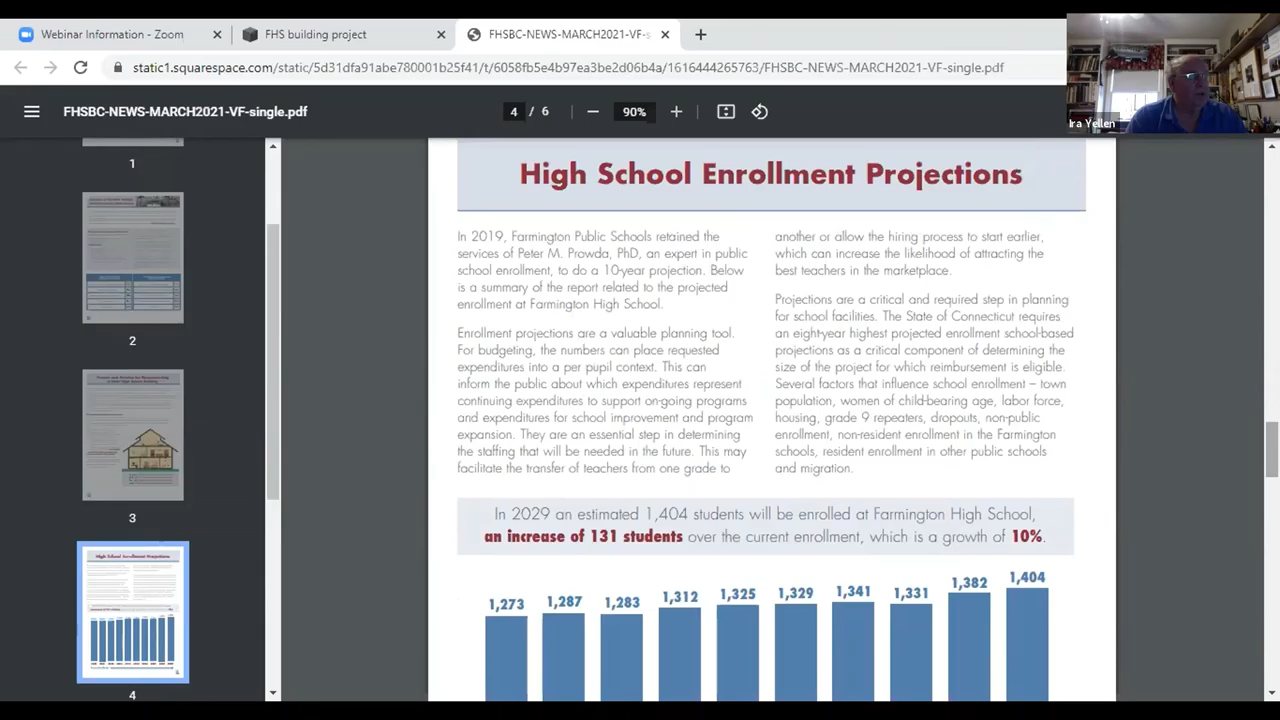 Webinar Information - Zoom
FHS building project
FHSBC-NEWS-MARCH2021-VF-s
FHSBC-NEWS-MARCH2021-VF-single.pdf
4 / 6
90%
Ira Yellen
1
2
3
High School Enrollment Projections
4
High School Enrollment Projections
In 2019, Farmington Public Schools retained the
services of Peter M. Prowda, PhD, an expert in public
school enrollment, to do a 10-year projection. Below
is a summary of the report related to the projected
enrollment at Farmington High School.
Enrollment projections are a valuable planning tool.
For budgeting, the numbers can place requested
expenditures into a per pupil context. This can
inform the public about which expenditures represent
continuing expenditures to support on-going programs
and expenditures for school improvement and program
expansion. They are an essential step in determining
the staffing that will be needed in the future. This may
facilitate the transfer of teachers from one grade to
another or allow the hiring process to start earlier,
which can increase the likelihood of attracting the
best teachers in the marketplace.
Projections are a critical and required step in planning
for school facilities. The State of Connecticut requires
an eight-year highest projected enrollment school-based
projections as a critical component of determining the
size of the project for which reimbursement is eligible.
Several factors that influence school enrollment – town
population, women of child-bearing age, labor force,
housing, grade 9 repeaters, dropouts, non-public
enrollment, non-resident enrollment in the Farmington
schools, resident enrollment in other public schools
and migration.
In 2029 an estimated 1,404 students will be enrolled at Farmington High School,
an increase of 131 students over the current enrollment, which is a growth of 10%.
1,273 1,287 1,283 1,312 1,325 1,329 1,341 1,331 1,382 1,404